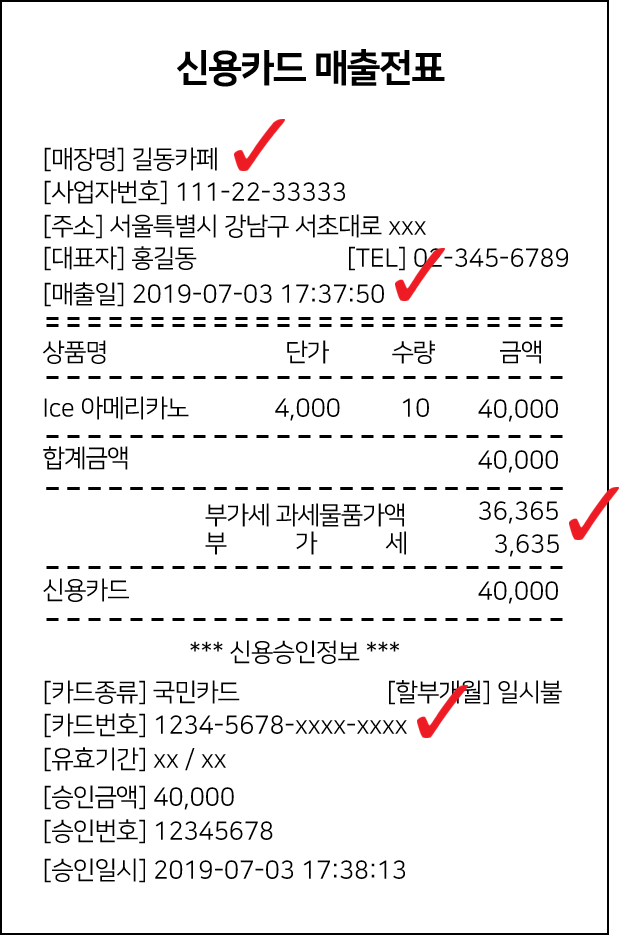 신용카드 매출전표
[매장명] 길동카페
[사업자번호] 111-22-33333
[주소] 서울특별시 강남구 서초대로 xxx
[대표자] 홍길동 [TEL] 02-345-6789
[매출일] 2019-07-03 17:37:50
상품명 단가 수량 금액
Ice 아메리카노 4,000 10 40,000
합계금액 40,000
부가세 과세물품가액 36,365
부 가 세 3,635
신용카드 40,000
*** 신용승인정보 ***
[카드종류] 국민카드 [할부개월] 일시불
[카드번호] 1234-5678-xxxx-xxxx
[유효기간] xx / xx
[승인금액] 40,000
[승인번호] 12345678
[승인일시] 2019-07-03 17:38:13